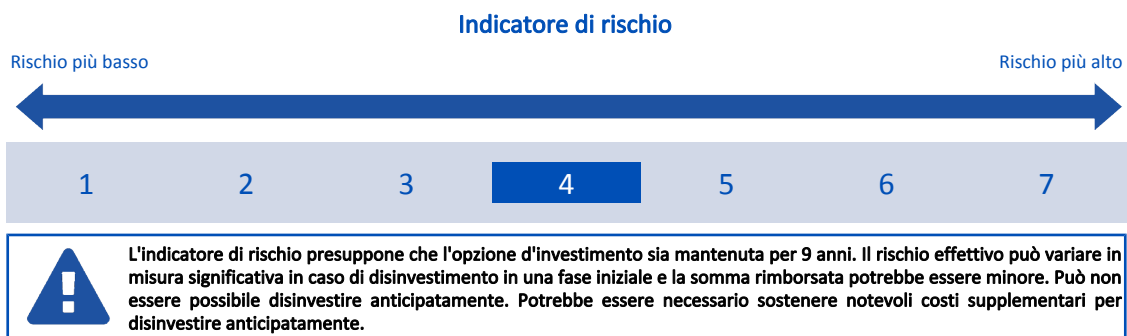 Indicatore di rischio
Rischio più basso
Rischio più alto
1 2 3 4 5 6 7
L'indicatore di rischio presuppone che l'opzione d'investimento sia mantenuta per 9 anni. Il rischio effettivo può variare in
misura significativa in caso di disinvestimento in una fase iniziale e la somma rimborsata potrebbe essere minore. Può non
essere possibile disinvestire anticipatamente. Potrebbe essere necessario sostenere notevoli costi supplementari per
disinvestire anticipatamente.